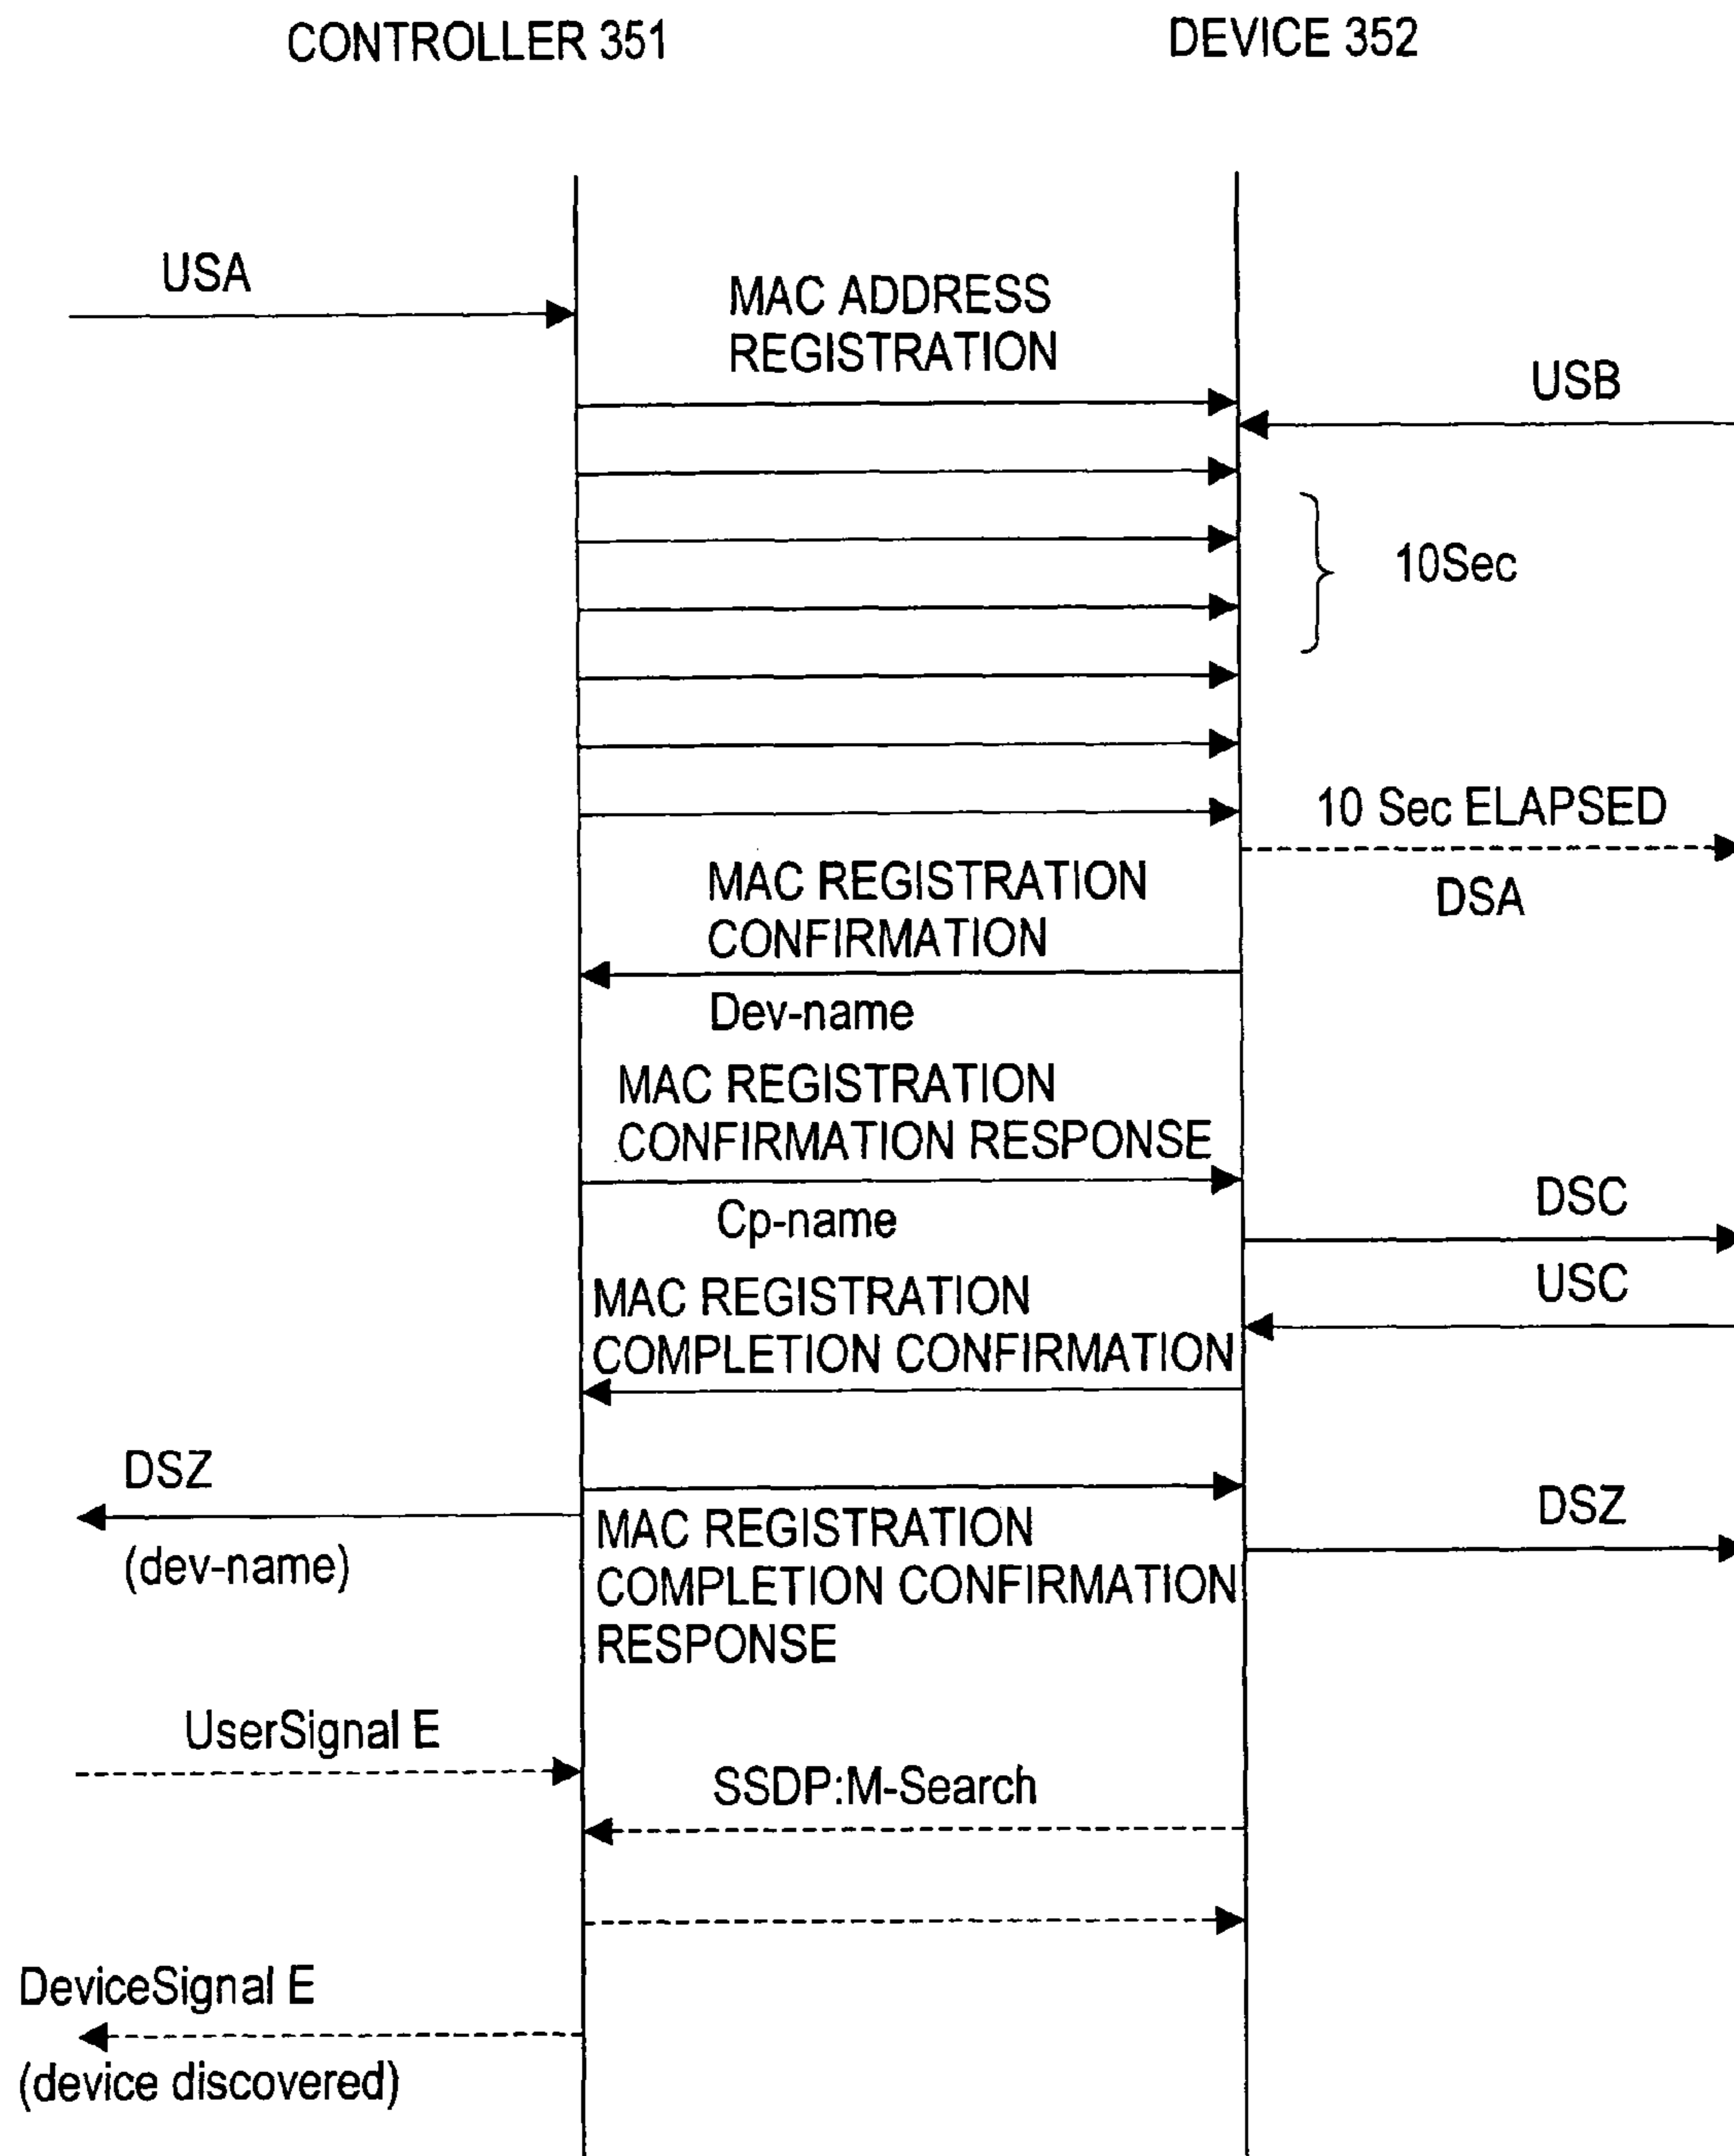 CONTROLLER 351
DEVICE 352
USA
MAC ADDRESS
REGISTRATION
USB
10Sec
10 Sec ELAPSED
DSA
MAC REGISTRATION
CONFIRMATION
Dev-name
MAC REGISTRATION
CONFIRMATION RESPONSE
Cp-name
DSC
USC
MAC REGISTRATION
COMPLETION CONFIRMATION
DSZ
(dev-name)
MAC REGISTRATION
COMPLETION CONFIRMATION
RESPONSE
DSZ
UserSignal E
SSDP:M-Search
DeviceSignal E
(device discovered)